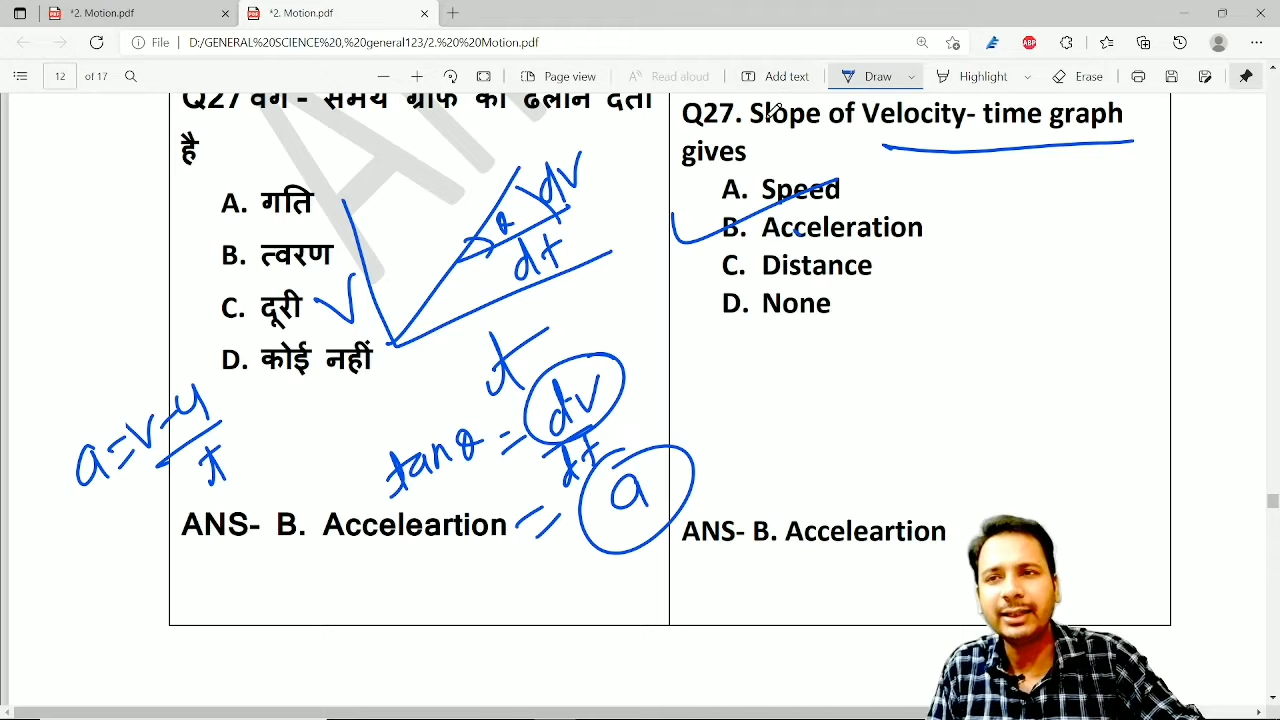 *2. Motion.pdf
*2. Motion.pdf
File
D:/GENERAL%20SCIENCE%20,%20general123/2.%20%20Motion.pdf
ABP
12 of 17
Page view
Read aloud
Add text
Draw
Highlight
Erase
Q27 वेग - समय ग्राफ की ढलान देता
है
A. गति
B. त्वरण
C. दूरी
D. कोई नहीं
dv
θ
dt
t
a = v-u
t
tanθ = dv
dt
= a
ANS- B. Acceleartion
Q27. Slope of Velocity- time graph
gives
A. Speed
B. Acceleration
C. Distance
D. None
ANS- B. Acceleartion